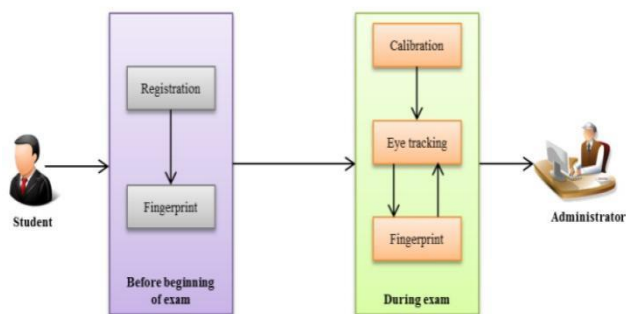 Student
Registration
Fingerprint
Before beginning
of exam
Calibration
Eye tracking
Fingerprint
During exam
Administrator